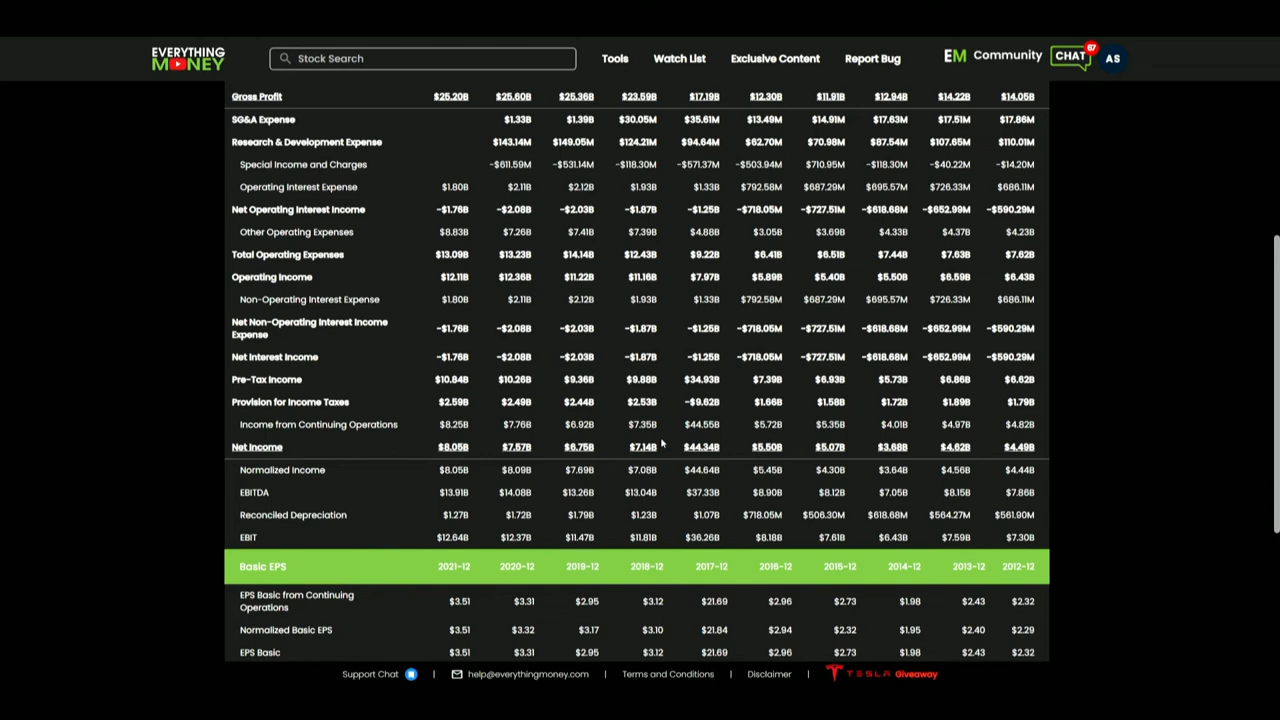 EVERYTHING
MONEY
Stock Search
Tools
Watch List
Exclusive Content
Report Bug
EM Community
CHAT
67
AS
Gross Profit $25.20B $25.60B $25.36B $23.59B $17.19B $12.30B $11.91B $12.94B $14.22B $14.05B
SG&A Expense $1.33B $1.39B $30.05M $35.61M $13.49M $14.91M $17.63M $17.51M $17.86M
Research & Development Expense $143.14M $149.05M $124.21M $94.64M $62.70M $70.98M $87.54M $107.65M $110.01M
Special Income and Charges -$611.59M -$531.14M -$118.30M -$571.37M -$503.94M $710.95M -$118.30M -$40.22M -$14.20M
Operating Interest Expense $1.80B $2.11B $2.12B $1.93B $1.33B $792.58M $687.29M $695.57M $726.33M $686.11M
Net Operating Interest Income -$1.76B -$2.08B -$2.03B -$1.87B -$1.25B -$718.05M -$727.51M -$618.68M -$652.99M -$590.29M
Other Operating Expenses $8.83B $7.26B $7.41B $7.39B $4.88B $3.05B $3.69B $4.33B $4.37B $4.23B
Total Operating Expenses $13.09B $13.23B $14.14B $12.43B $9.22B $6.41B $6.51B $7.44B $7.63B $7.62B
Operating Income $12.11B $12.36B $11.22B $11.16B $7.97B $5.89B $5.40B $5.50B $6.59B $6.43B
Non-Operating Interest Expense $1.80B $2.11B $2.12B $1.93B $1.33B $792.58M $687.29M $695.57M $726.33M $686.11M
Net Non-Operating Interest Income
Expense -$1.76B -$2.08B -$2.03B -$1.87B -$1.25B -$718.05M -$727.51M -$618.68M -$652.99M -$590.29M
Net Interest Income -$1.76B -$2.08B -$2.03B -$1.87B -$1.25B -$718.05M -$727.51M -$618.68M -$652.99M -$590.29M
Pre-Tax Income $10.84B $10.26B $9.36B $9.88B $34.93B $7.39B $6.93B $5.73B $6.86B $6.62B
Provision for Income Taxes $2.59B $2.49B $2.44B $2.53B -$9.62B $1.66B $1.58B $1.72B $1.89B $1.79B
Income from Continuing Operations $8.25B $7.76B $6.92B $7.35B $44.55B $5.72B $5.35B $4.01B $4.97B $4.82B
Net Income $8.05B $7.57B $6.75B $7.14B $44.34B $5.50B $5.07B $3.68B $4.62B $4.49B
Normalized Income $8.05B $8.09B $7.69B $7.08B $44.64B $5.45B $4.30B $3.64B $4.56B $4.44B
EBITDA $13.91B $14.08B $13.26B $13.04B $37.33B $8.90B $8.12B $7.05B $8.15B $7.86B
Reconciled Depreciation $1.27B $1.72B $1.79B $1.23B $1.07B $718.05M $506.30M $618.68M $564.27M $561.90M
EBIT $12.64B $12.37B $11.47B $11.81B $36.26B $8.18B $7.61B $6.43B $7.59B $7.30B
Basic EPS 2021-12 2020-12 2019-12 2018-12 2017-12 2016-12 2015-12 2014-12 2013-12 2012-12
EPS Basic from Continuing
Operations $3.51 $3.31 $2.95 $3.12 $21.69 $2.96 $2.73 $1.98 $2.43 $2.32
Normalized Basic EPS $3.51 $3.32 $3.17 $3.10 $21.84 $2.94 $2.32 $1.95 $2.40 $2.29
EPS Basic $3.51 $3.31 $2.95 $3.12 $21.69 $2.96 $2.73 $1.98 $2.43 $2.32
Support Chat | help@everythingmoney.com | Terms and Conditions | Disclaimer | TESLA Giveaway